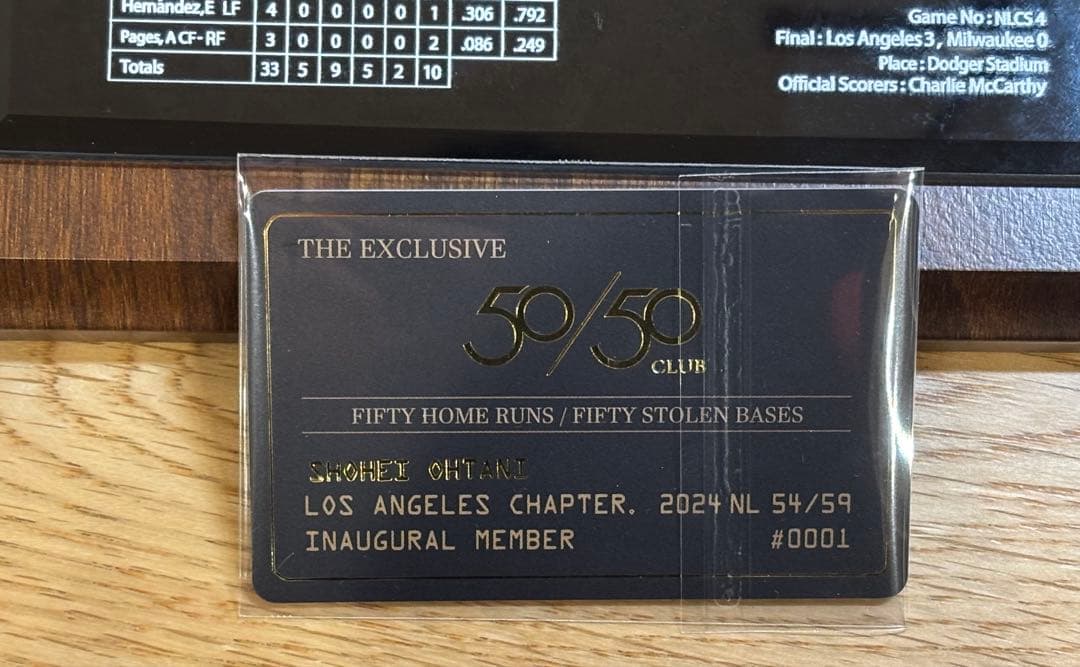 Hernández,E LF 4 0 0 0 0 1 .306 .792
Pages,A CF-RF 3 0 0 0 0 2 .086 .249
Totals 33 5 9 5 2 10
Game No : NLCS 4
Final : Los Angeles 3 , Milwaukee 0
Place : Dodger Stadium
Official Scorers : Charlie McCarthy
THE EXCLUSIVE
50/50
CLUB
FIFTY HOME RUNS / FIFTY STOLEN BASES
SHOHEI OHTANI
LOS ANGELES CHAPTER. 2024 NL 54/59
INAUGURAL MEMBER #0001